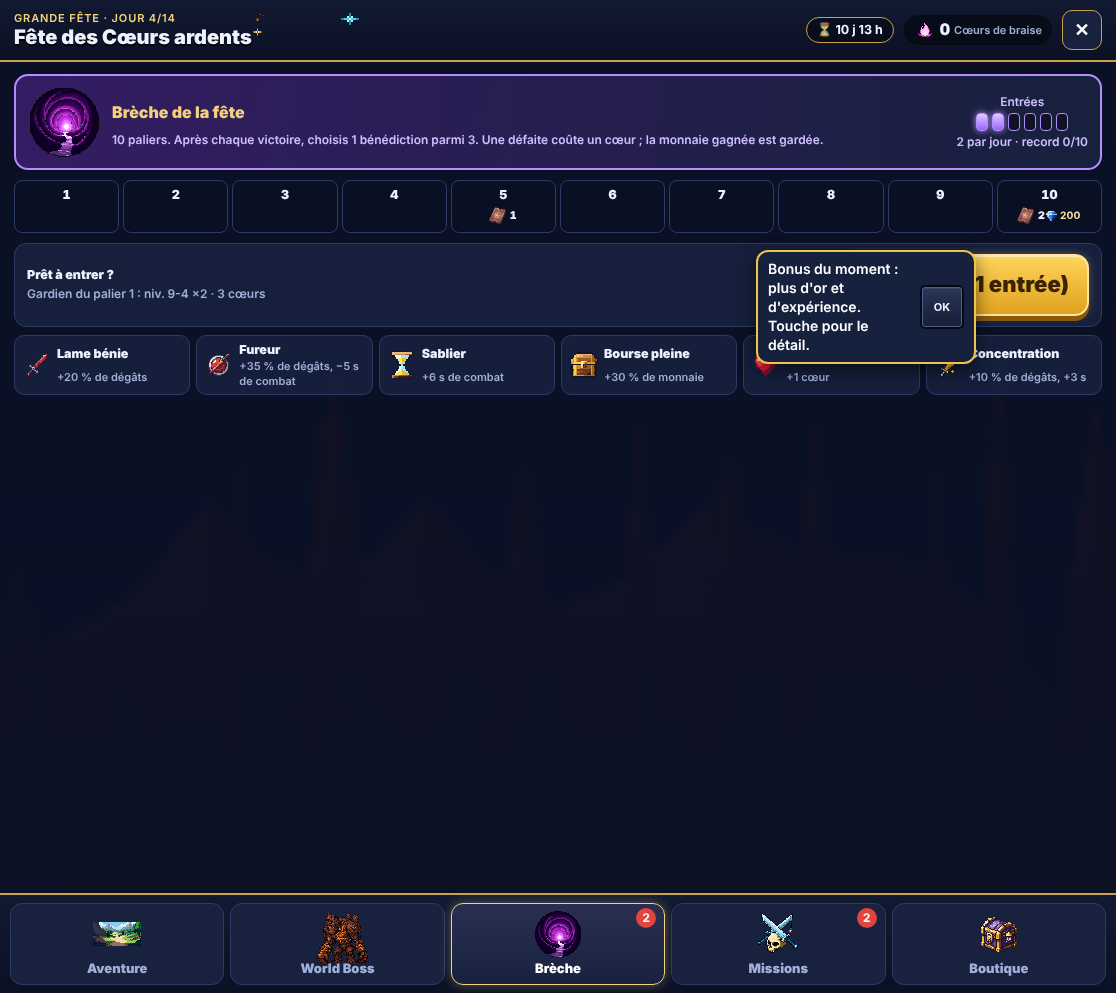 GRANDE FÊTE · JOUR 4/14
Fête des Cœurs ardents
10 j 13 h
0 Cœurs de braise
Brèche de la fête
10 paliers. Après chaque victoire, choisis 1 bénédiction parmi 3. Une défaite coûte un cœur ; la monnaie gagnée est gardée.
Entrées
2 par jour · record 0/10
1
2
3
4
5
1
6
7
8
9
10
2 200
Prêt à entrer ?
Gardien du palier 1 : niv. 9-4 ×2 · 3 cœurs
Bonus du moment :
plus d'or et
d'expérience.
Touche pour le
détail.
OK
1 entrée)
Lame bénie
+20 % de dégâts
Fureur
+35 % de dégâts, −5 s
de combat
Sablier
+6 s de combat
Bourse pleine
+30 % de monnaie
+1 cœur
Concentration
+10 % de dégâts, +3 s
Aventure
World Boss
2
Brèche
2
Missions
Boutique